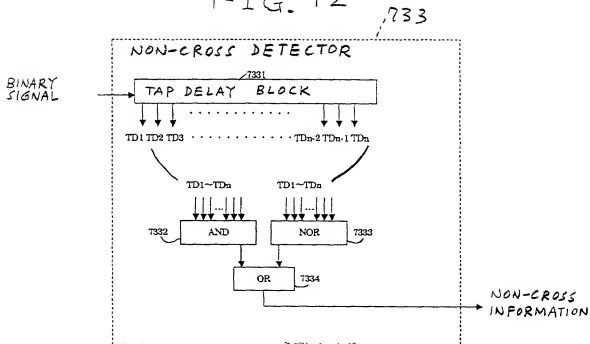 FIG. 12
733
NON-CROSS DETECTOR
7331
BINARY
SIGNAL
TAP DELAY BLOCK
TD1 TD2 TD3 · · · · · · · · · · TDn-2 TDn-1 TDn
TD1~TDn TD1~TDn
7332 AND NOR 7333
OR 7334
NON-CROSS
INFORMATION